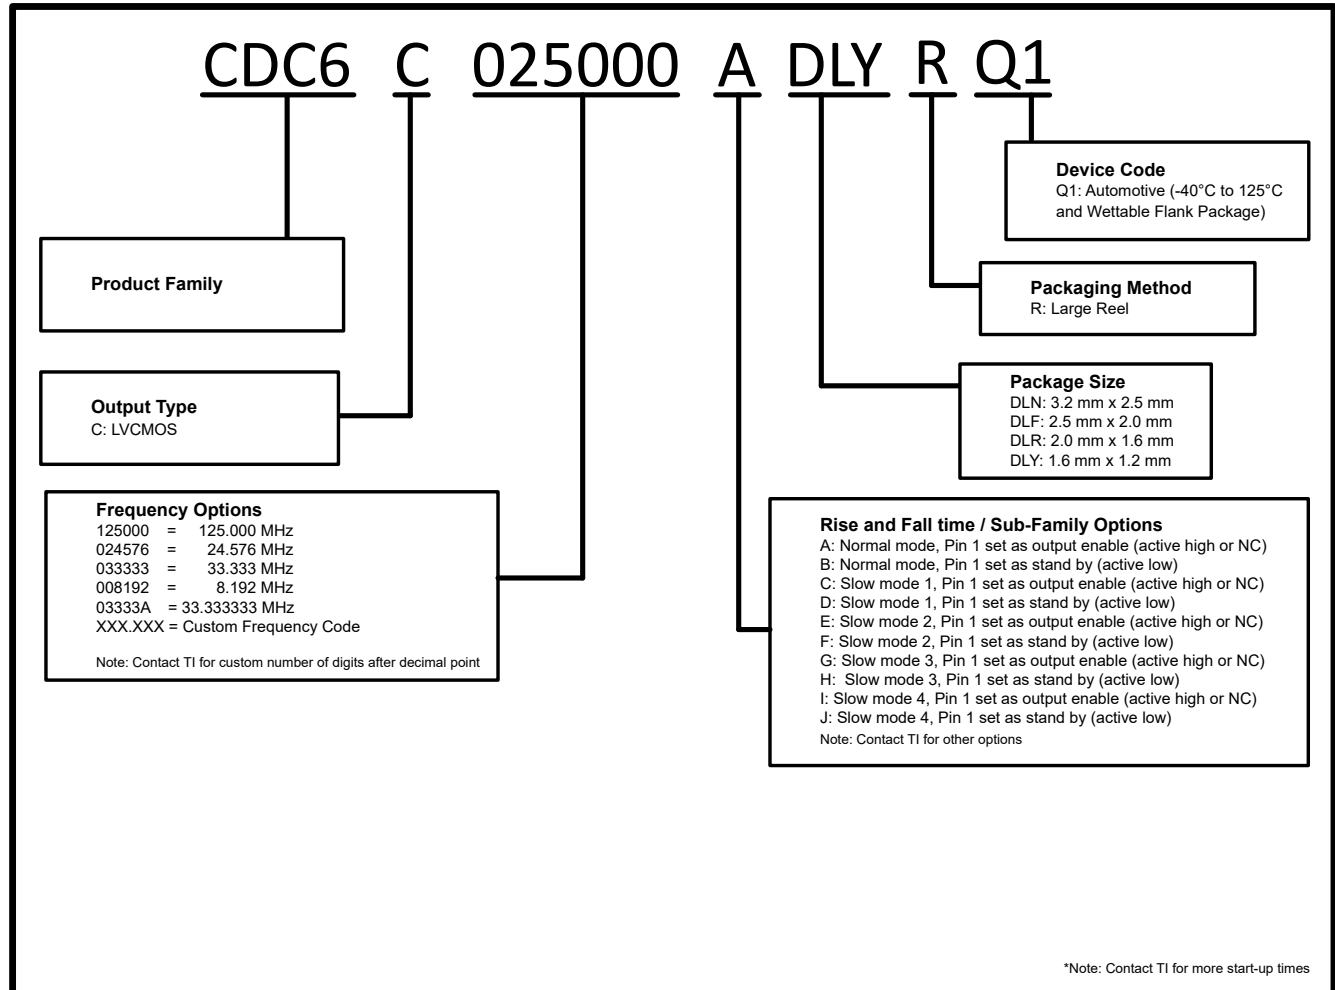 CDC6 C 025000 A DLY R Q1
Device Code
Q1: Automotive (-40°C to 125°C
and Wettable Flank Package)
Product Family
Packaging Method
R: Large Reel
Output Type
C: LVCMOS
Package Size
DLN: 3.2 mm x 2.5 mm
DLF: 2.5 mm x 2.0 mm
DLR: 2.0 mm x 1.6 mm
DLY: 1.6 mm x 1.2 mm
Frequency Options
125000 = 125.000 MHz
024576 = 24.576 MHz
033333 = 33.333 MHz
008192 = 8.192 MHz
03333A = 33.333333 MHz
XXX.XXX = Custom Frequency Code
Note: Contact TI for custom number of digits after decimal point
Rise and Fall time / Sub-Family Options
A: Normal mode, Pin 1 set as output enable (active high or NC)
B: Normal mode, Pin 1 set as stand by (active low)
C: Slow mode 1, Pin 1 set as output enable (active high or NC)
D: Slow mode 1, Pin 1 set as stand by (active low)
E: Slow mode 2, Pin 1 set as output enable (active high or NC)
F: Slow mode 2, Pin 1 set as stand by (active low)
G: Slow mode 3, Pin 1 set as output enable (active high or NC)
H: Slow mode 3, Pin 1 set as stand by (active low)
I: Slow mode 4, Pin 1 set as output enable (active high or NC)
J: Slow mode 4, Pin 1 set as stand by (active low)
Note: Contact TI for other options
*Note: Contact TI for more start-up times